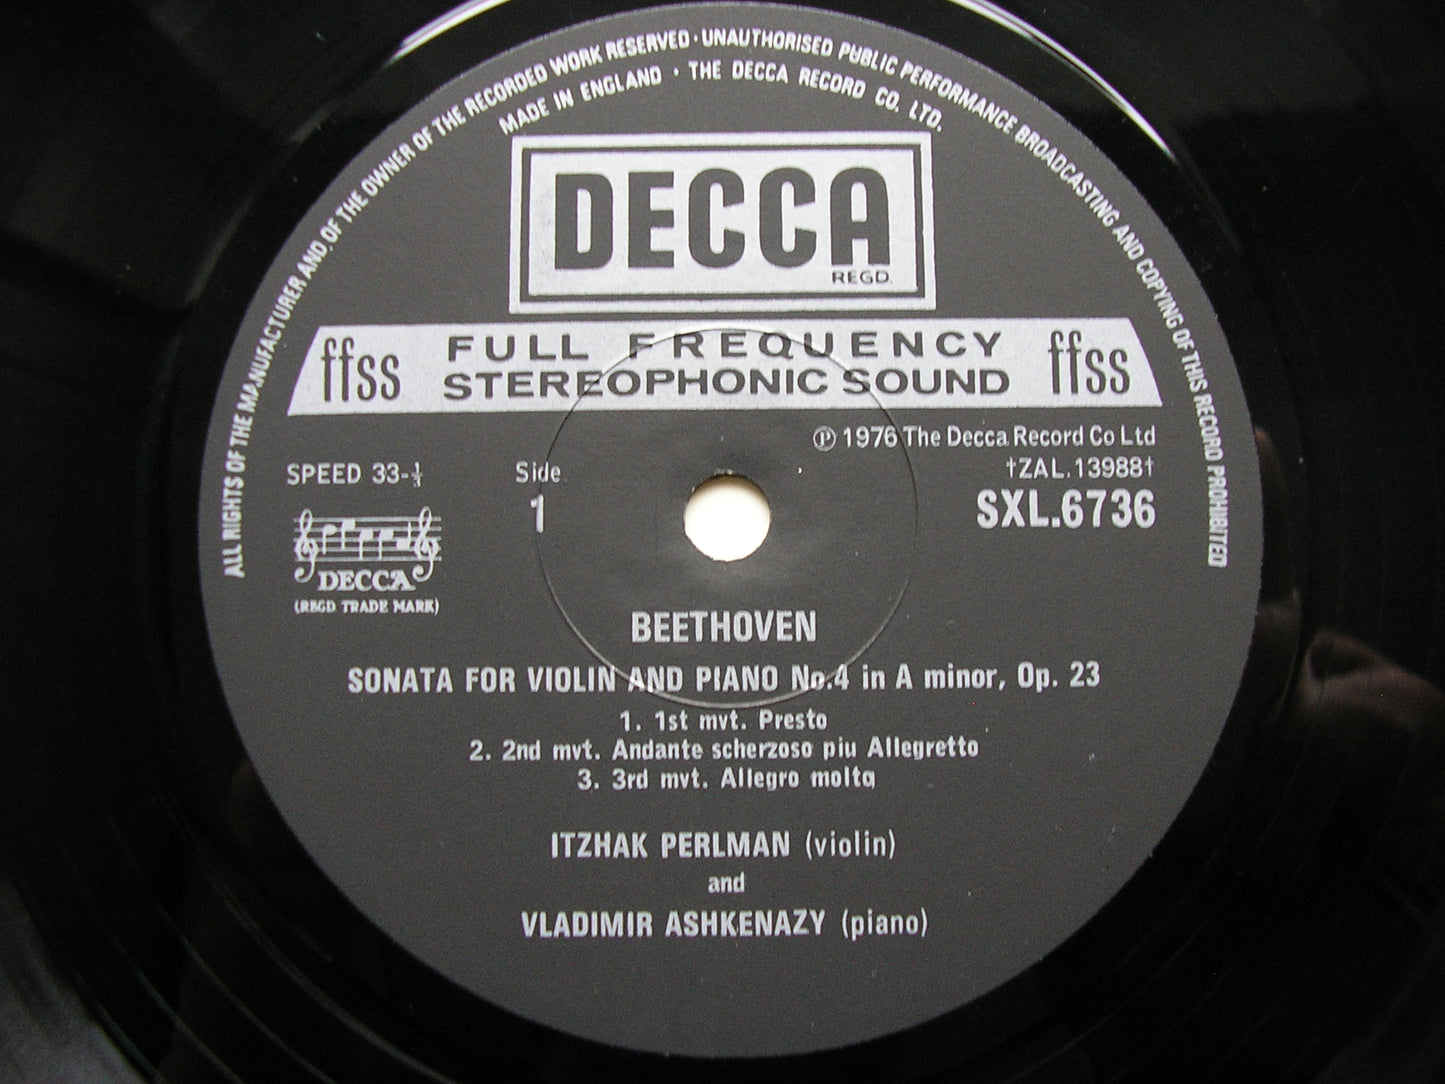 ALL RIGHTS OF THE MANUFACTURER AND OF THE OWNER OF THE RECORDED WORK RESERVED · UNAUTHORISED PUBLIC PERFORMANCE BROADCASTING AND COPYING OF THIS RECORD PROHIBITED
MADE IN ENGLAND · THE DECCA RECORD CO. LTD.
DECCA
REGD.
ffss FULL FREQUENCY STEREOPHONIC SOUND ffss
℗ 1976 The Decca Record Co Ltd
SPEED 33-⅓ Side †ZAL.13988†
1 SXL.6736
DECCA
(REGD TRADE MARK)
BEETHOVEN
SONATA FOR VIOLIN AND PIANO No.4 in A minor, Op. 23
1. 1st mvt. Presto
2. 2nd mvt. Andante scherzoso piu Allegretto
3. 3rd mvt. Allegro molto
ITZHAK PERLMAN (violin)
and
VLADIMIR ASHKENAZY (piano)